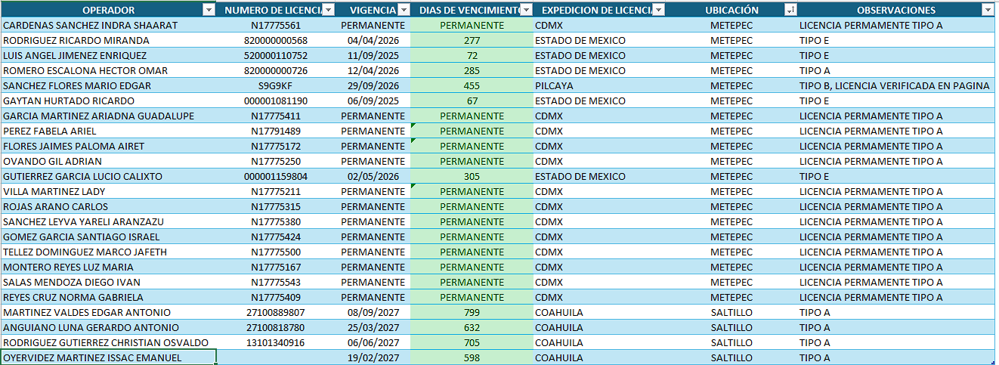 OPERADOR NUMERO DE LICENCI VIGENCIA DIAS DE VENCIMIENTO EXPEDICION DE LICENCIA UBICACIÓN OBSERVACIONES
CARDENAS SANCHEZ INDRA SHAARAT N17775561 PERMANENTE PERMANENTE CDMX METEPEC LICENCIA PERMAMENTE TIPO A
RODRIGUEZ RICARDO MIRANDA 820000000568 04/04/2026 277 ESTADO DE MEXICO METEPEC TIPO E
LUIS ANGEL JIMENEZ ENRIQUEZ 520000110752 11/09/2025 72 ESTADO DE MEXICO METEPEC TIPO E
ROMERO ESCALONA HECTOR OMAR 820000000726 12/04/2026 285 ESTADO DE MEXICO METEPEC TIPO A
SANCHEZ FLORES MARIO EDGAR S9G9KF 29/09/2026 455 PILCAYA METEPEC TIPO B, LICENCIA VERIFICADA EN PAGINA
GAYTAN HURTADO RICARDO 000001081190 06/09/2025 67 ESTADO DE MEXICO METEPEC TIPO E
GARCIA MARTINEZ ARIADNA GUADALUPE N17775411 PERMANENTE PERMANENTE CDMX METEPEC LICENCIA PERMAMENTE TIPO A
PEREZ FABELA ARIEL N17791489 PERMANENTE PERMANENTE CDMX METEPEC LICENCIA PERMAMENTE TIPO A
FLORES JAIMES PALOMA AIRET N17775172 PERMANENTE PERMANENTE CDMX METEPEC LICENCIA PERMAMENTE TIPO A
OVANDO GIL ADRIAN N17775250 PERMANENTE PERMANENTE CDMX METEPEC LICENCIA PERMAMENTE TIPO A
GUTIERREZ GARCIA LUCIO CALIXTO 000001159804 02/05/2026 305 ESTADO DE MEXICO METEPEC TIPO E
VILLA MARTINEZ LADY N17775211 PERMANENTE PERMANENTE CDMX METEPEC LICENCIA PERMAMENTE TIPO A
ROJAS ARANO CARLOS N17775315 PERMANENTE PERMANENTE CDMX METEPEC LICENCIA PERMAMENTE TIPO A
SANCHEZ LEYVA YARELI ARANZAZU N17775380 PERMANENTE PERMANENTE CDMX METEPEC LICENCIA PERMAMENTE TIPO A
GOMEZ GARCIA SANTIAGO ISRAEL N17775424 PERMANENTE PERMANENTE CDMX METEPEC LICENCIA PERMAMENTE TIPO A
TELLEZ DOMINGUEZ MARCO JAFETH N17775500 PERMANENTE PERMANENTE CDMX METEPEC LICENCIA PERMAMENTE TIPO A
MONTERO REYES LUZ MARIA N17775167 PERMANENTE PERMANENTE CDMX METEPEC LICENCIA PERMAMENTE TIPO A
SALAS MENDOZA DIEGO IVAN N17775543 PERMANENTE PERMANENTE CDMX METEPEC LICENCIA PERMAMENTE TIPO A
REYES CRUZ NORMA GABRIELA N17775409 PERMANENTE PERMANENTE CDMX METEPEC LICENCIA PERMAMENTE TIPO A
MARTINEZ VALDES EDGAR ANTONIO 27100889807 08/09/2027 799 COAHUILA SALTILLO TIPO A
ANGUIANO LUNA GERARDO ANTONIO 27100818780 25/03/2027 632 COAHUILA SALTILLO TIPO A
RODRIGUEZ GUTIERREZ CHRISTIAN OSVALDO 13101340916 06/06/2027 705 COAHUILA SALTILLO TIPO A
OYERVIDEZ MARTINEZ ISSAC EMANUEL 19/02/2027 598 COAHUILA SALTILLO TIPO A